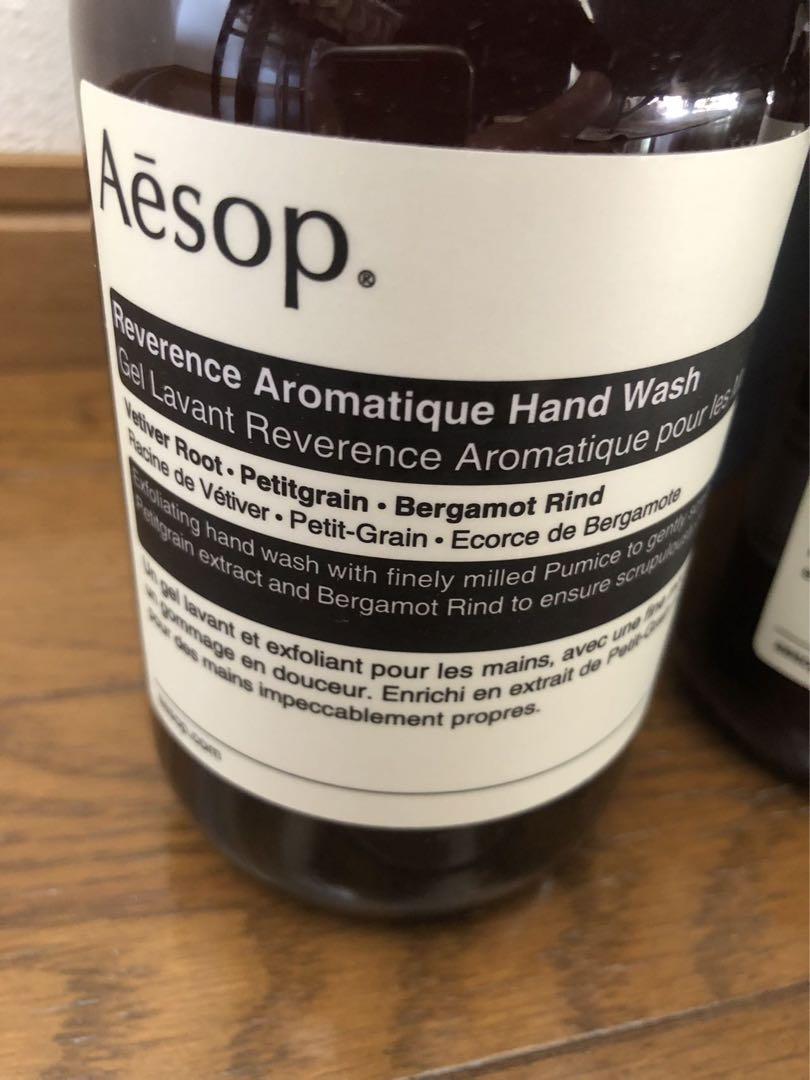 Aēsop.®
Reverence Aromatique Hand Wash
Gel Lavant Reverence Aromatique pour les
Vetiver Root • Petitgrain • Bergamot Rind
Racine de Vétiver • Petit-Grain • Ecorce de Bergamote
Exfoliating hand wash with finely milled Pumice to gently
Petitgrain extract and Bergamot Rind to ensure
Un gel lavant et exfoliant pour les mains, avec une fine
un gommage en douceur. Enrichi en extrait de Petit-Grain
pour des mains impeccablement propres.
aesop.com